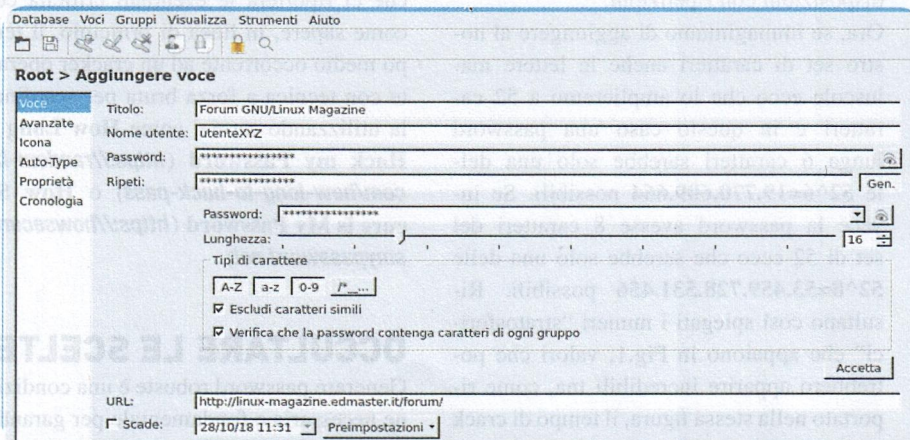 Database Voci Gruppi Visualizza Strumenti Aiuto
Root > Aggiungere voce
Voce
Avanzate
Icona
Auto-Type
Proprietà
Cronologia
Titolo: Forum GNU/Linux Magazine
Nome utente: utenteXYZ
Password: ****************
Ripeti: **************** Gen.
Password: ****************
Lunghezza: 16
Tipi di carattere
A-Z a-z 0-9 /*_...
Escludi caratteri simili
Verifica che la password contenga caratteri di ogni gruppo
Accetta
URL: http://linux-magazine.edmaster.it/forum/
Scade: 28/10/18 11:31 Preimpostazioni